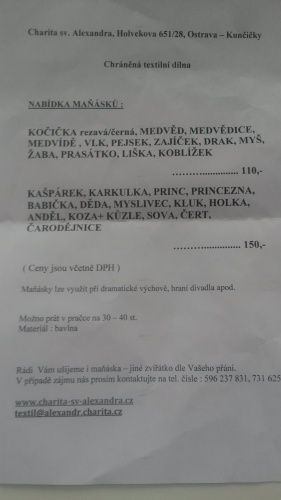 Charita sv. Alexandra, Holvekova 651/28, Ostrava – Kunčičky
Chráněná textilní dílna
NABÍDKA MAŇÁSKŮ :
KOČIČKA rezavá/černá, MEDVĚD, MEDVĚDICE,
MEDVÍDĚ , VLK, PEJSEK, ZAJÍČEK, DRAK, MYŠ,
ŽABA, PRASÁTKO, LIŠKA, KOBLÍŽEK
……….............. 110,-
KAŠPÁREK, KARKULKA, PRINC, PRINCEZNA,
BABIČKA, DĚDA, MYSLIVEC, KLUK, HOLKA,
ANDĚL, KOZA+ KŮZLE, SOVA, ČERT,
ČARODĚJNICE
………............... 150,-
( Ceny jsou včetně DPH )
Maňásky lze využít při dramatické výchově, hraní divadla apod.
Možno prát v pračce na 30 – 40 st.
Materiál : bavlna
Rádi Vám ušijeme i maňáska – jiné zvířátko dle Vašeho přání.
V případě zájmu nás prosím kontaktujte na tel. čísle : 596 237 831, 731 625
www.charita-sv-alexandra.cz
textil@alexandr.charita.cz